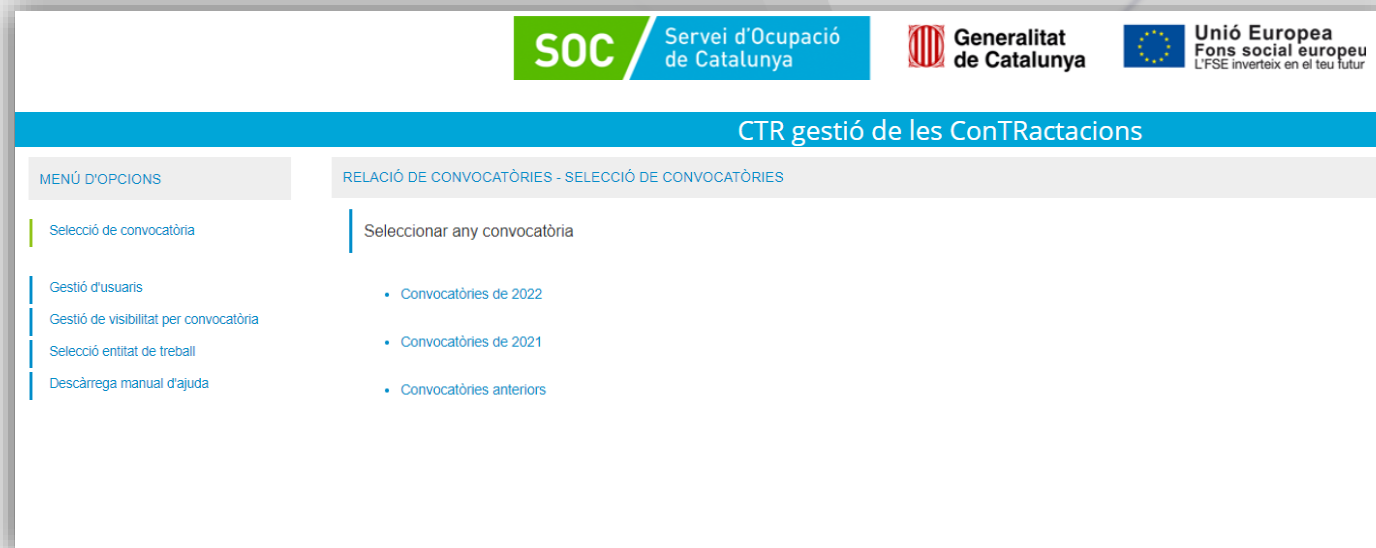 SOC
Servei d'Ocupació
de Catalunya
Generalitat
de Catalunya
Unió Europea
Fons social europeu
L'FSE inverteix en el teu futur
CTR gestió de les ConTRactacions
MENÚ D'OPCIONS
Selecció de convocatòria
Gestió d'usuaris
Gestió de visibilitat per convocatòria
Selecció entitat de treball
Descàrrega manual d'ajuda
RELACIÓ DE CONVOCATÒRIES - SELECCIÓ DE CONVOCATÒRIES
Seleccionar any convocatòria
• Convocatòries de 2022
• Convocatòries de 2021
• Convocatòries anteriors